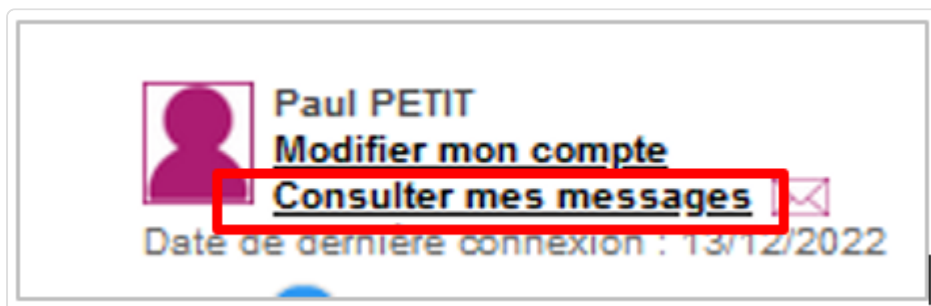 Paul PETIT
Modifier mon compte
Consulter mes messages
Date de dernière connexion : 13/12/2022